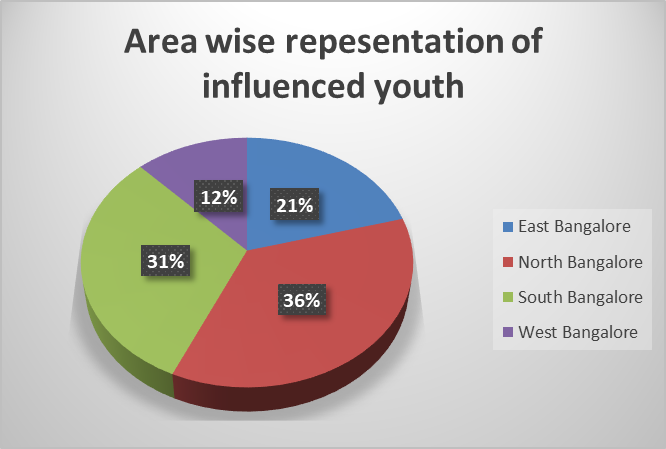 Area wise repesentation of
influenced youth
12%
21%
31%
36%
East Bangalore
North Bangalore
South Bangalore
West Bangalore